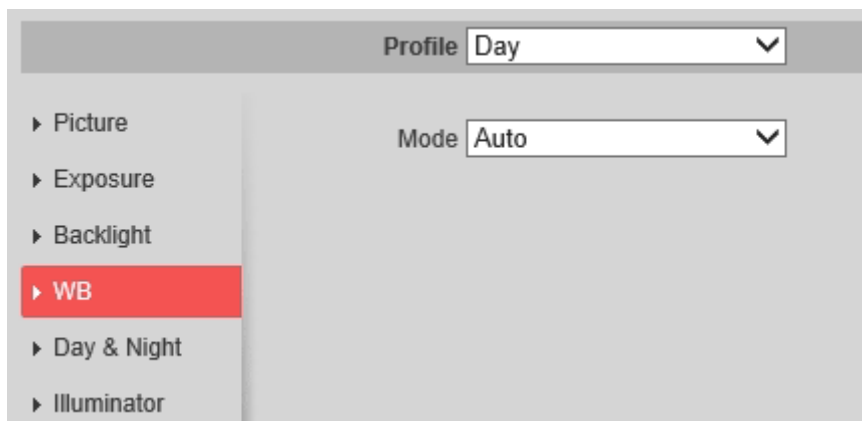 Profile Day
Picture
Mode Auto
Exposure
Backlight
WB
Day & Night
Illuminator